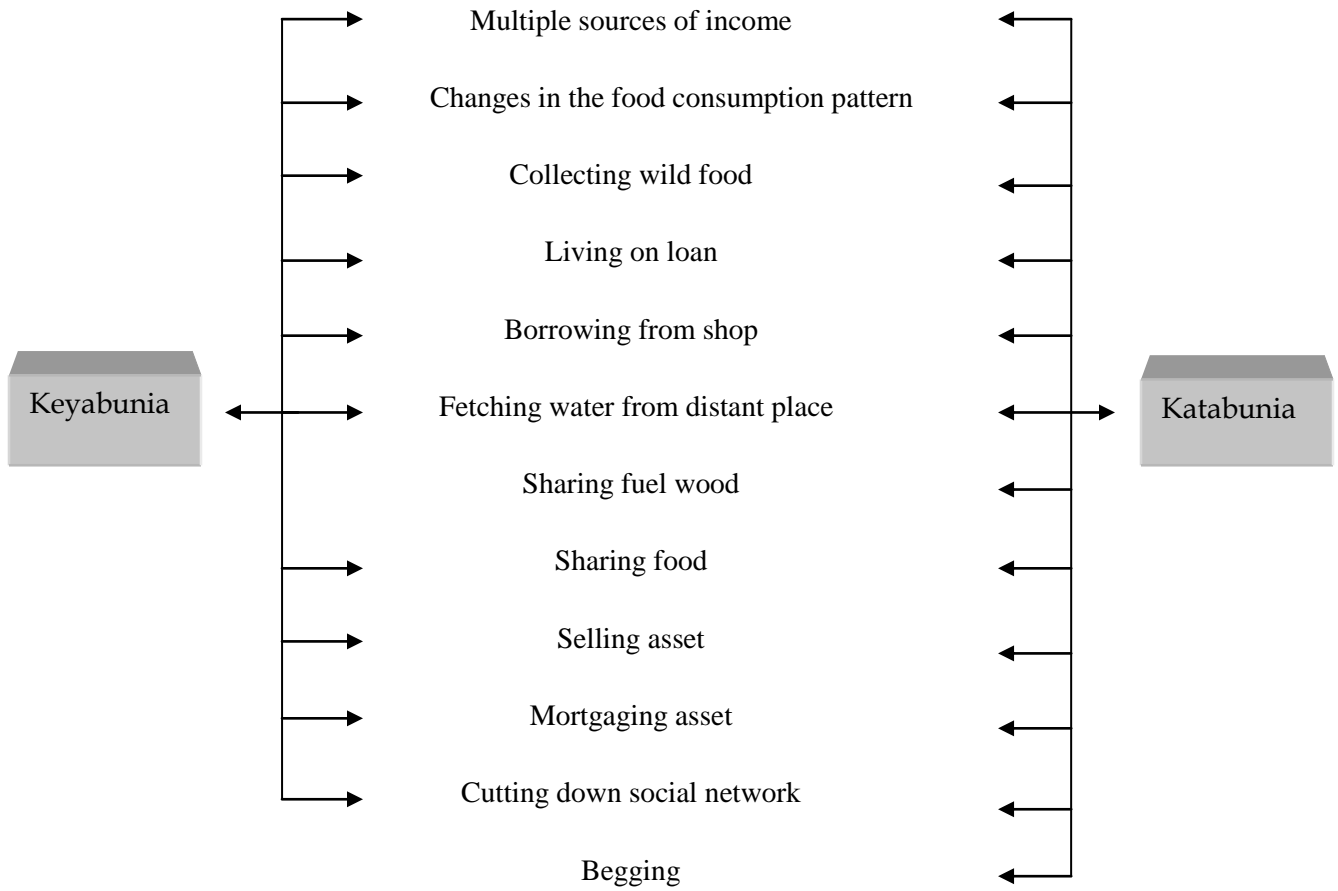 Multiple sources of income
Changes in the food consumption pattern
Collecting wild food
Living on loan
Borrowing from shop
Keyabunia
Fetching water from distant place
Katabunia
Sharing fuel wood
Sharing food
Selling asset
Mortgaging asset
Cutting down social network
Begging